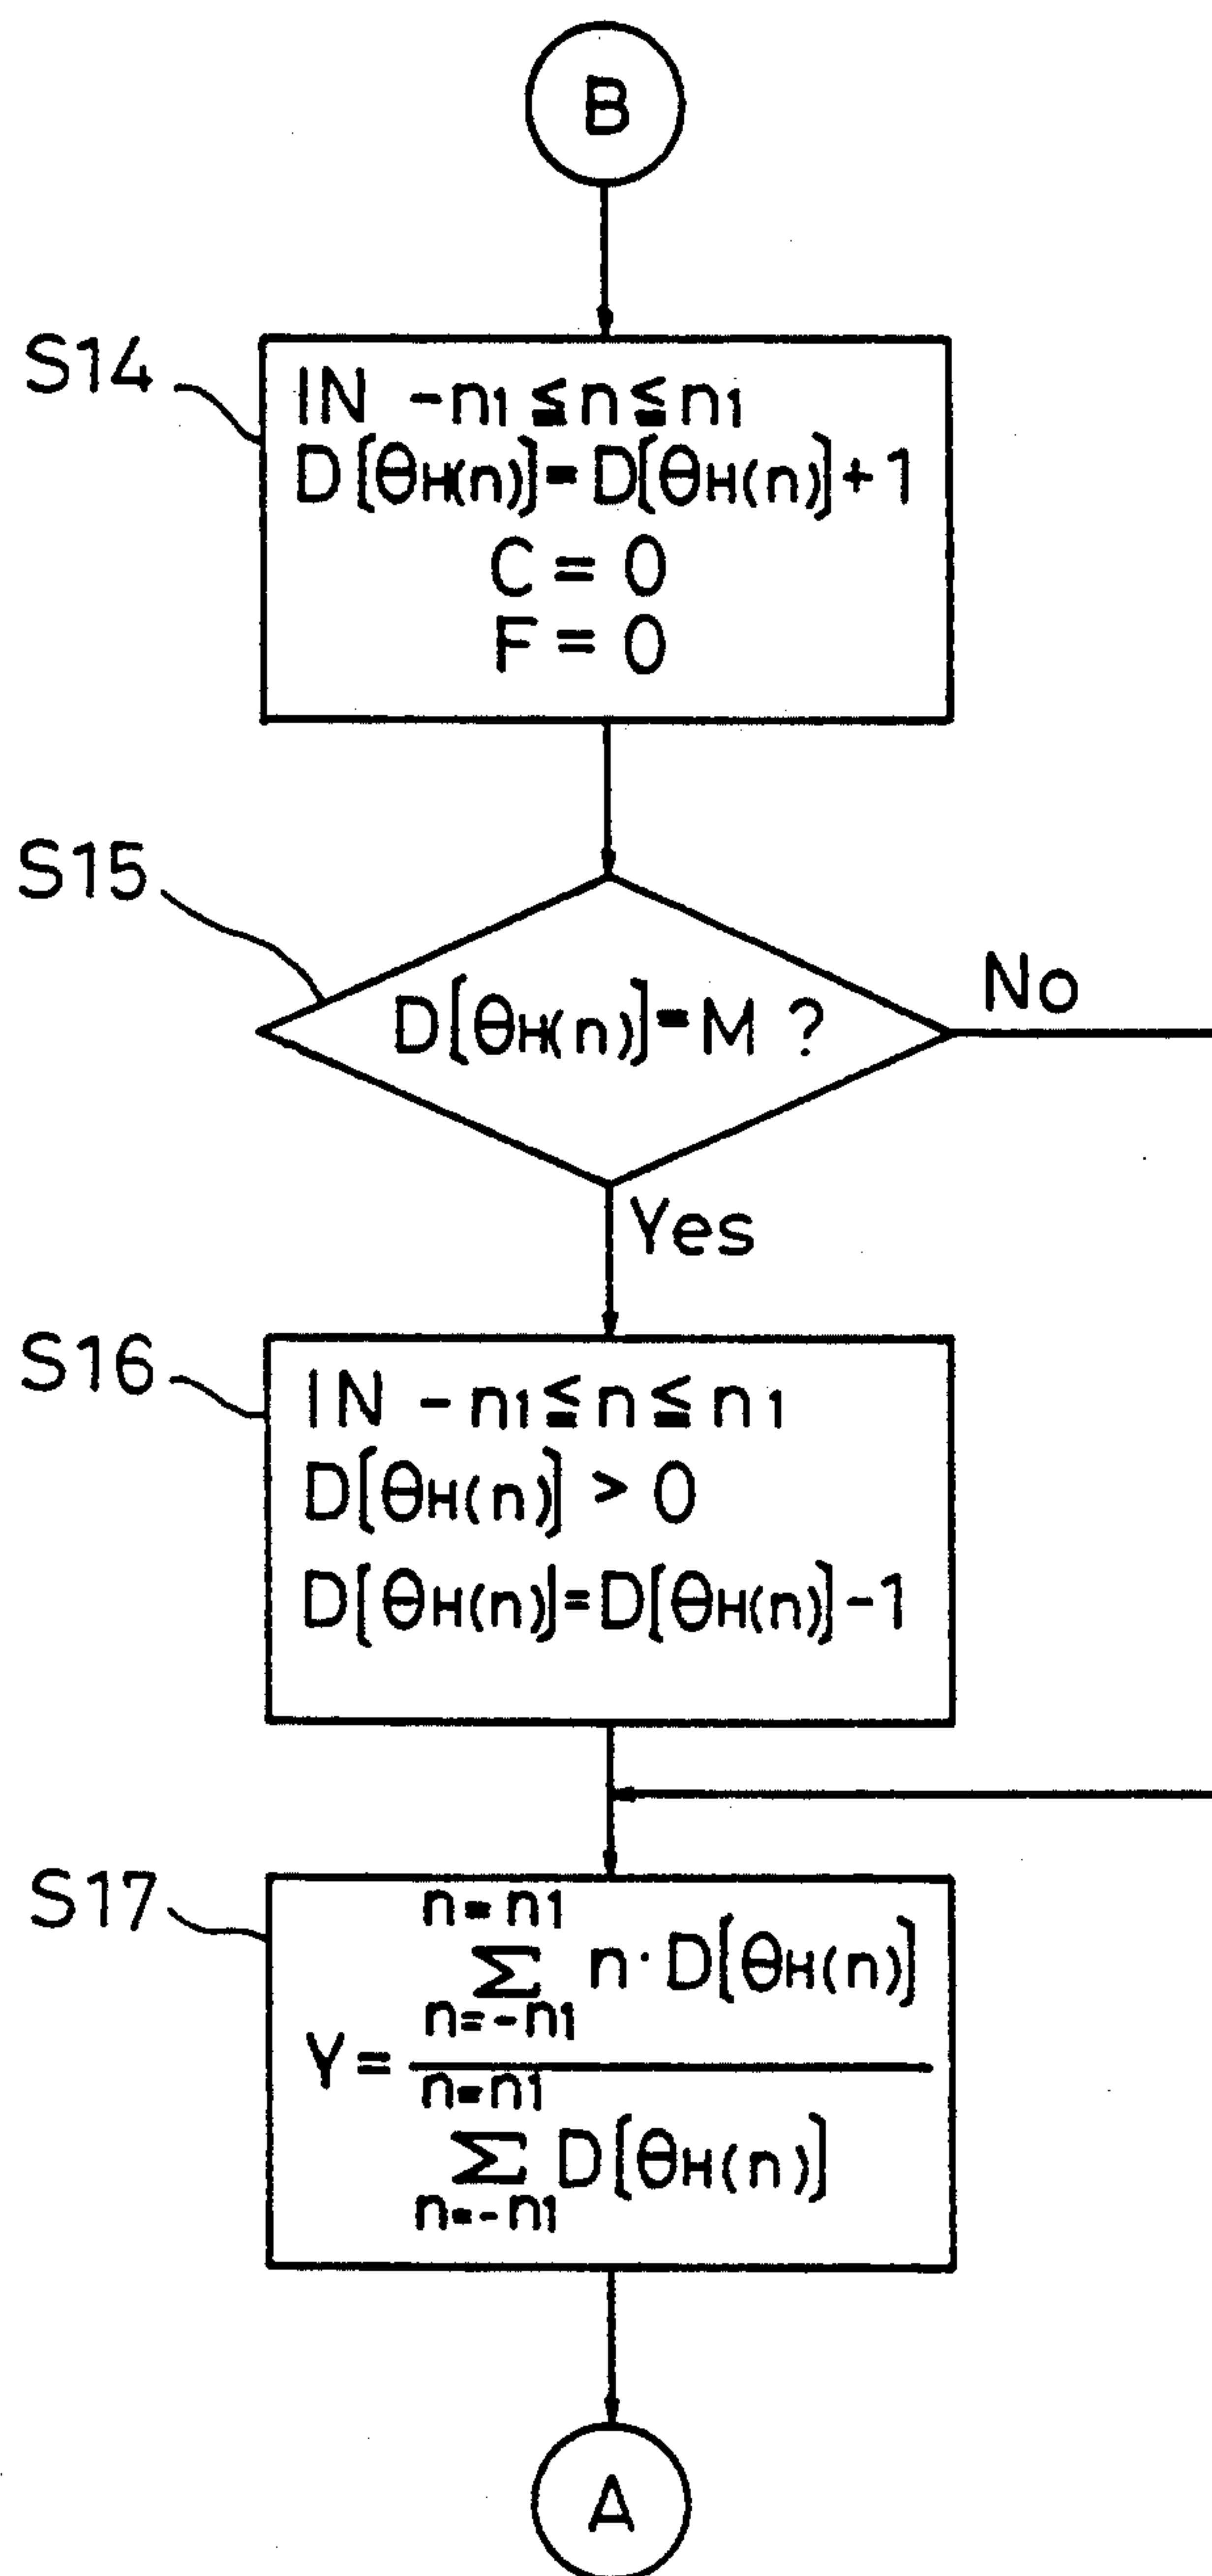 B
S14
IN -n1 ≦ n ≦ n1
D[θH(n)] = D[θH(n)] + 1
C = 0
F = 0
S15
D[θH(n)] = M ?
No
Yes
S16
IN -n1 ≦ n ≦ n1
D[θH(n)] > 0
D[θH(n)] = D[θH(n)] - 1
S17
n = n1
Σ n · D[θH(n)]
n = -n1
Y =
n = n1
Σ D[θH(n)]
n = -n1
A